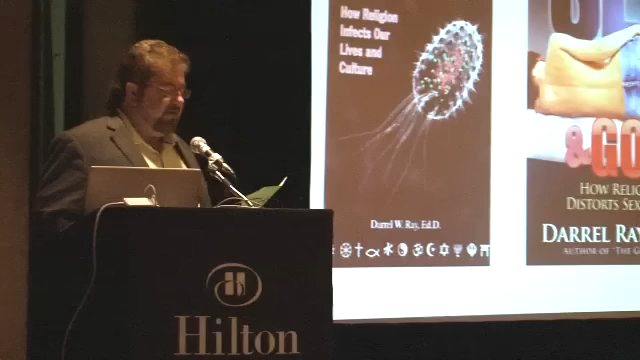 How Religion
Infects Our
Lives and
Culture
Darrel W. Ray, Ed.D.
& GO
HOW RELIG
DISTORTS SEX
DARREL RAY
AUTHOR OF "THE G
Hilton